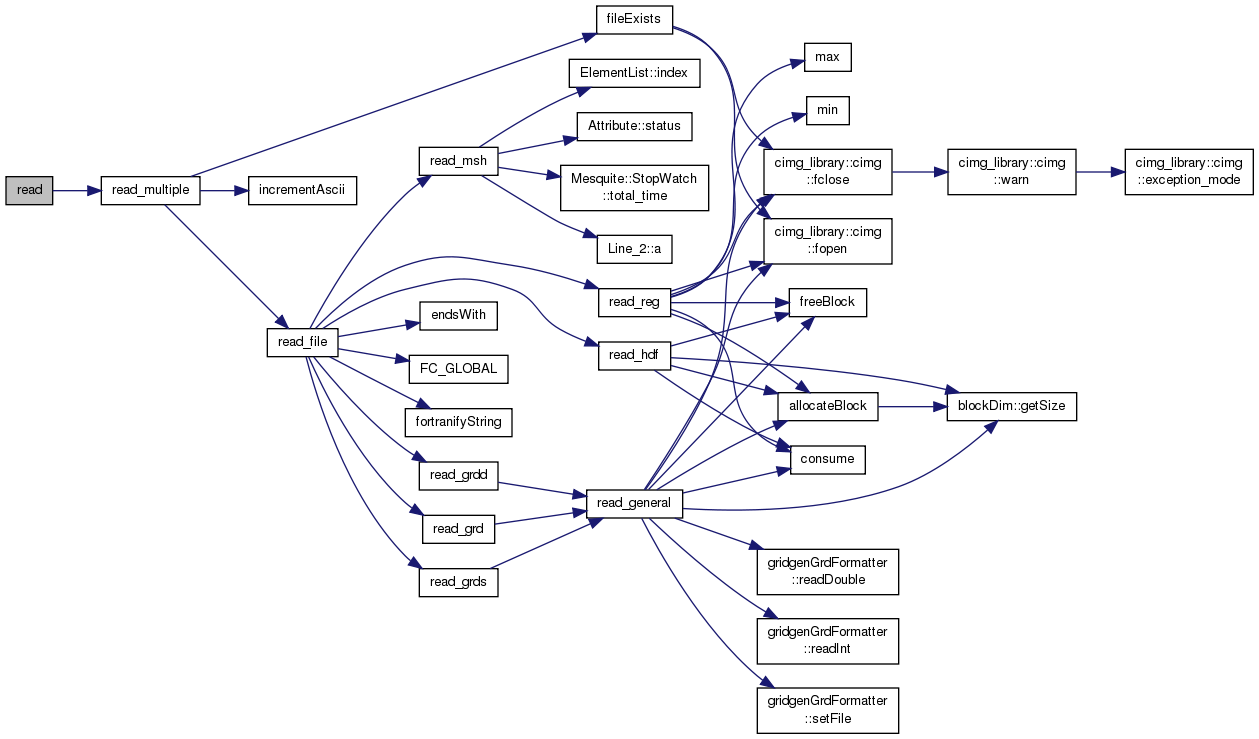 read
read_multiple
fileExists
incrementAscii
read_file
read_msh
ElementList::index
Attribute::status
Mesquite::StopWatch
::total_time
Line_2::a
endsWith
FC_GLOBAL
fortranifyString
read_grdd
read_grd
read_grds
read_reg
read_hdf
read_general
max
min
cimg_library::cimg
::fclose
cimg_library::cimg
::fopen
freeBlock
allocateBlock
consume
gridgenGrdFormatter
::readDouble
gridgenGrdFormatter
::readInt
gridgenGrdFormatter
::setFile
cimg_library::cimg
::warn
blockDim::getSize
cimg_library::cimg
::exception_mode